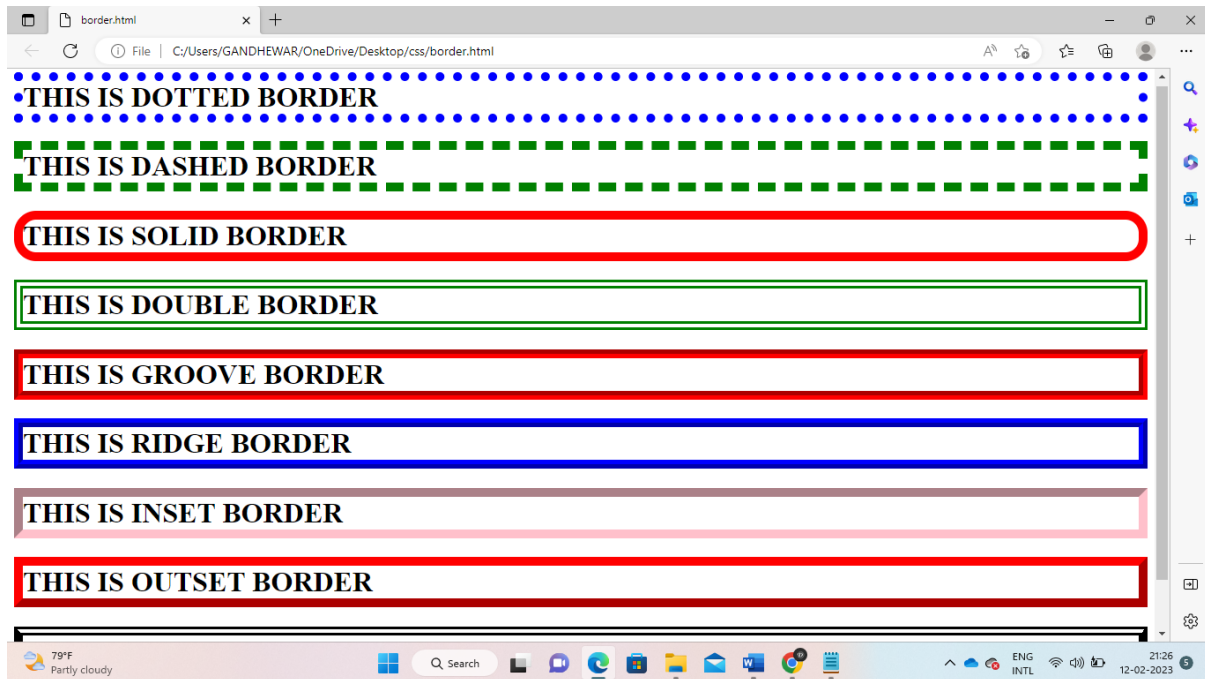 border.html
File | C:/Users/GANDHEWAR/OneDrive/Desktop/css/border.html
THIS IS DOTTED BORDER
THIS IS DASHED BORDER
THIS IS SOLID BORDER
THIS IS DOUBLE BORDER
THIS IS GROOVE BORDER
THIS IS RIDGE BORDER
THIS IS INSET BORDER
THIS IS OUTSET BORDER
79°F
Partly cloudy
Search
ENG
INTL
21:26
12-02-2023
5